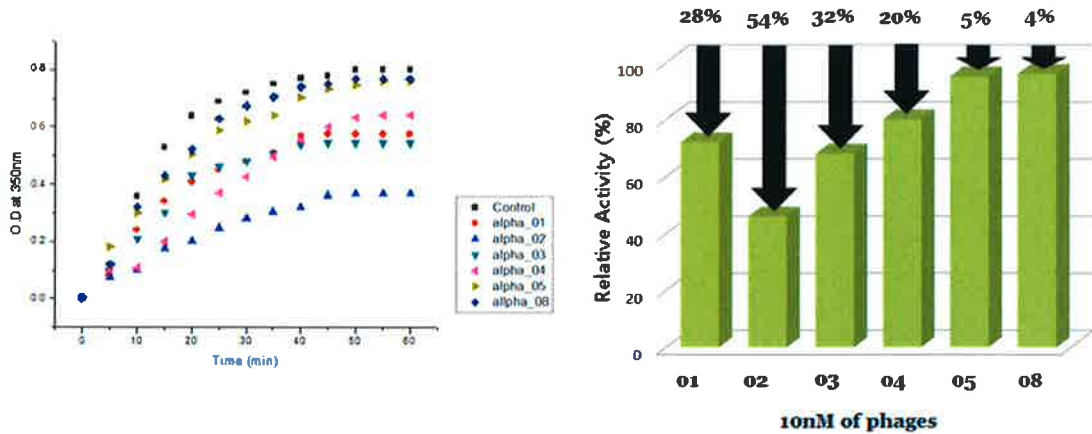 O.D at 350nm
0.8
0.6
0.4
0.2
0.0
0 10 20 30 40 50 60
Time (min)
Control
alpha_01
alpha_02
alpha_03
alpha_04
alpha_05
allpha_08
28% 54% 32% 20% 5% 4%
Relative Activity (%)
100
80
60
40
20
0
01 02 03 04 05 08
10nM of phages